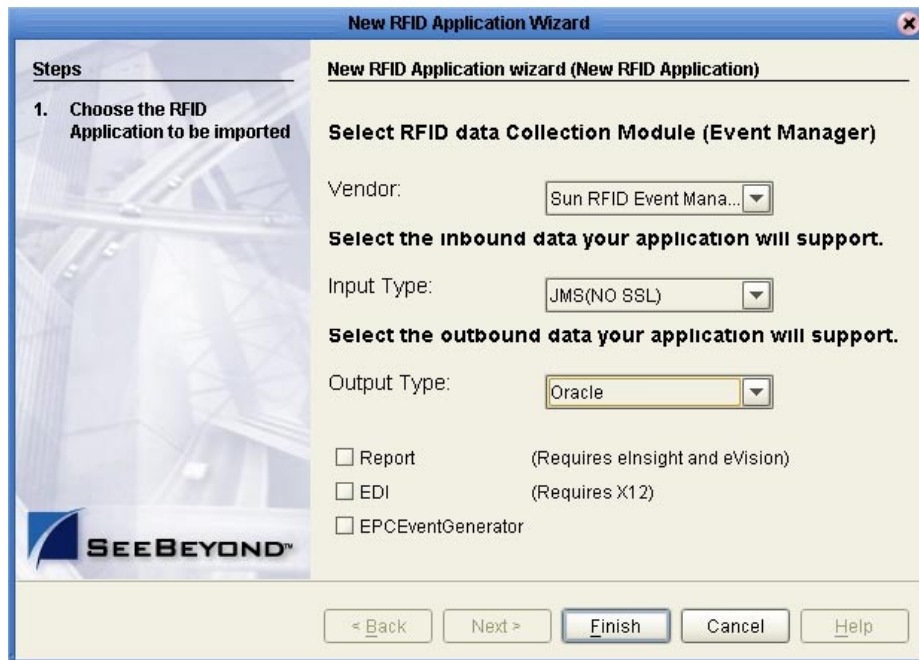 New RFID Application Wizard
Steps
1. Choose the RFID
Application to be imported
New RFID Application wizard (New RFID Application)
Select RFID data Collection Module (Event Manager)
Vendor:
Sun RFID Event Mana...
Select the inbound data your application will support.
Input Type:
JMS(NO SSL)
Select the outbound data your application will support.
Output Type:
Oracle
Report (Requires eInsight and eVision)
EDI (Requires X12)
EPCEventGenerator
SEEBEYOND™
< Back Next > Finish Cancel Help